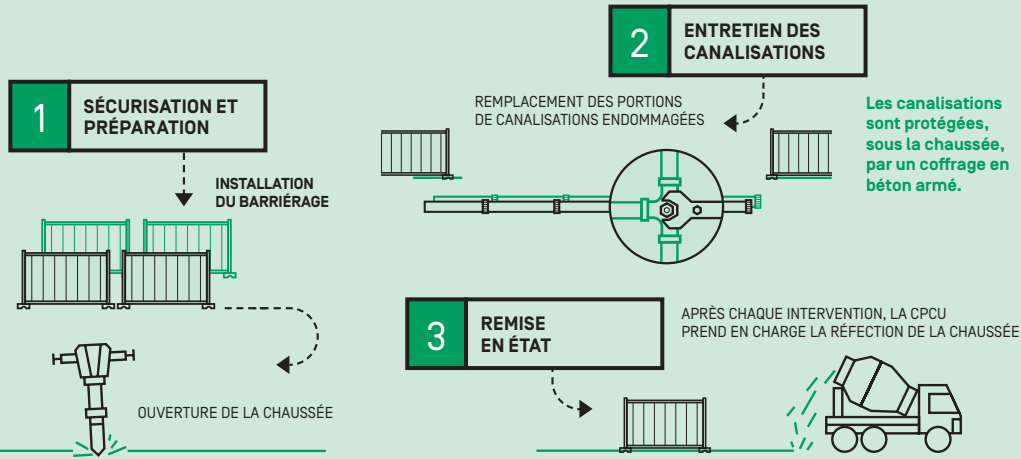 1
SÉCURISATION ET
PRÉPARATION
INSTALLATION
DU BARRIÉRAGE
OUVERTURE DE LA CHAUSSÉE
2
ENTRETIEN DES
CANALISATIONS
REMPLACEMENT DES PORTIONS
DE CANALISATIONS ENDOMMAGÉES
Les canalisations
sont protégées,
sous la chaussée,
par un coffrage en
béton armé.
3
REMISE
EN ÉTAT
APRÈS CHAQUE INTERVENTION, LA CPCU
PREND EN CHARGE LA RÉFECTION DE LA CHAUSSÉE